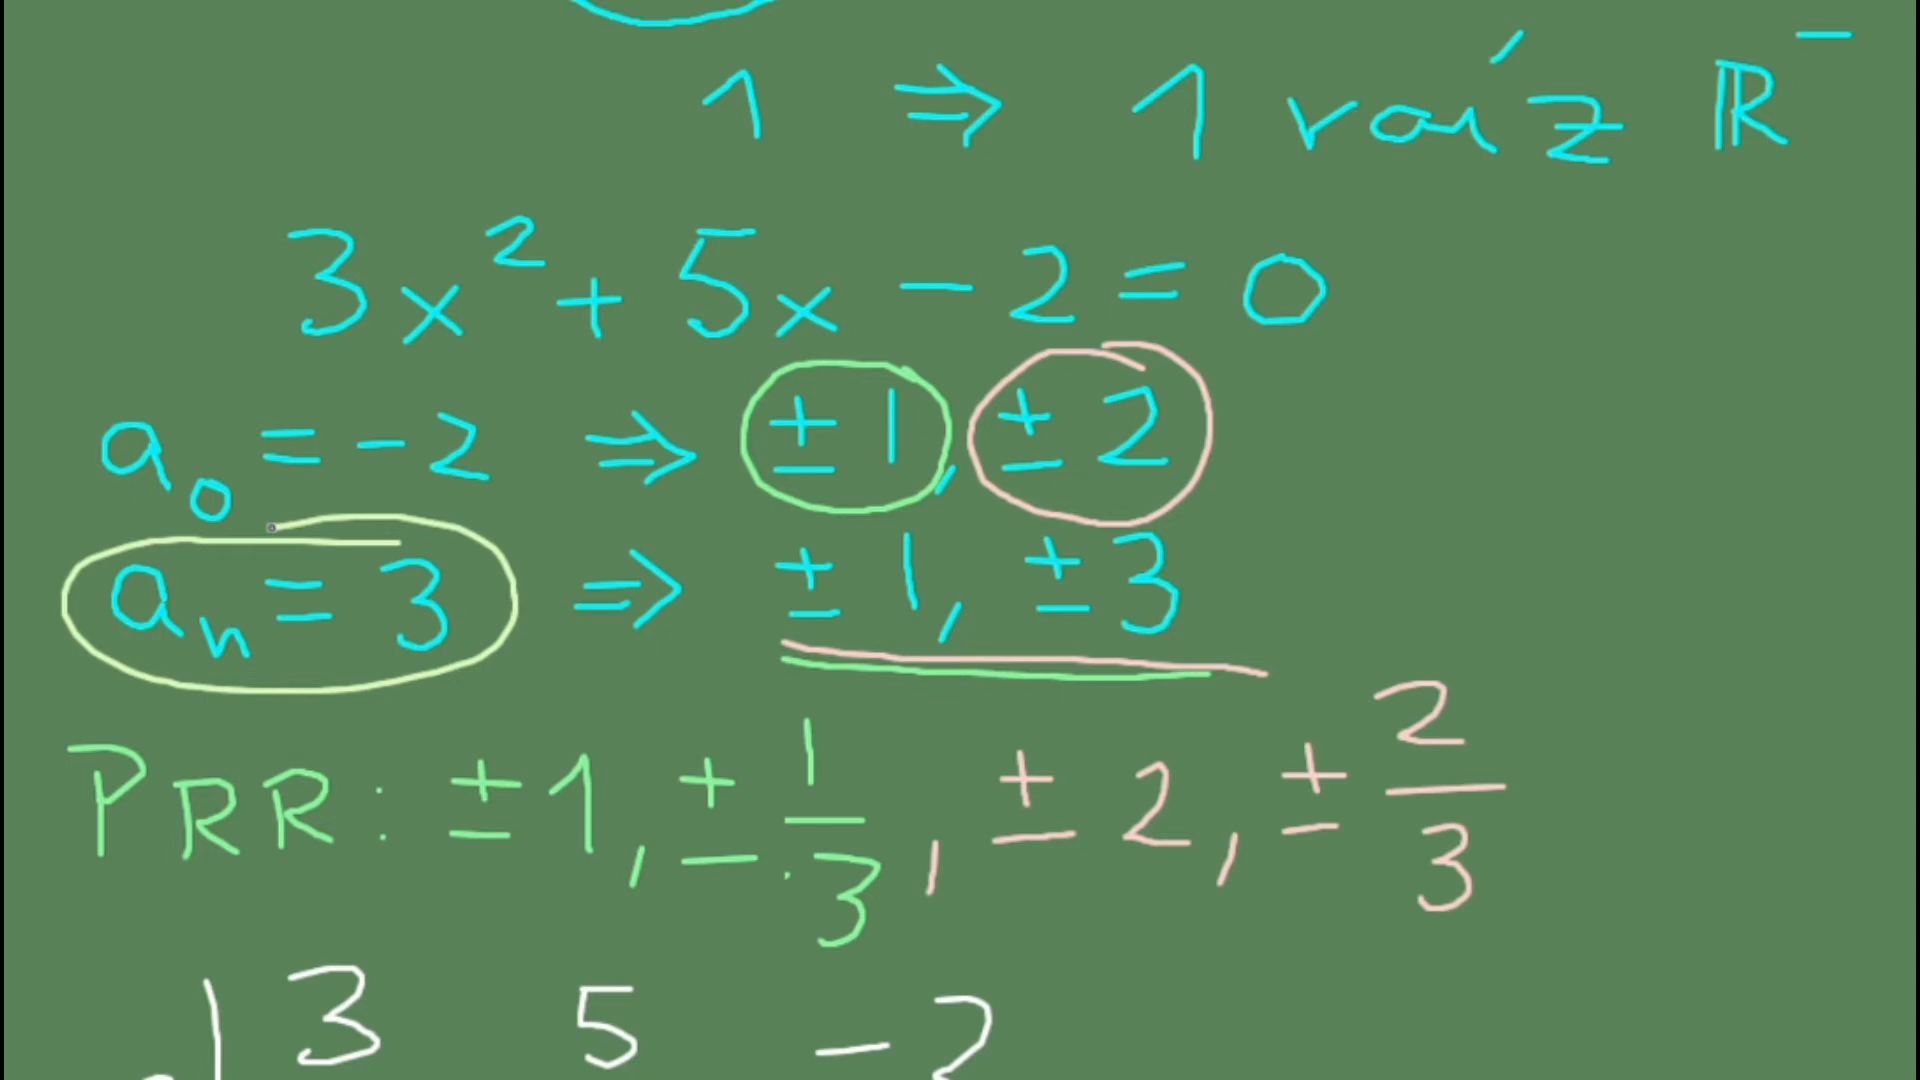 1 ⇒ 1 raíz ℝ⁻
3x² + 5x - 2 = 0
a₀ = -2 ⇒ ± 1, ± 2
aₙ = 3 ⇒ ± 1, ± 3
PRR: ± 1, ± 1/3, ± 2, ± 2/3
3 5 -2